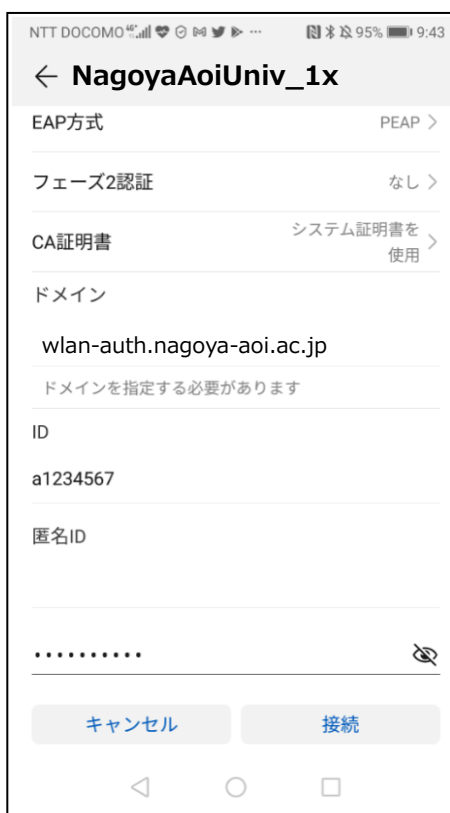 NTT DOCOMO 95% 9:43
NagoyaAoiUniv_1x
EAP方式 PEAP
フェーズ2認証 なし
CA証明書 システム証明書を
使用
ドメイン
wlan-auth.nagoya-aoi.ac.jp
ドメインを指定する必要があります
ID
a1234567
匿名ID
••••••••••
キャンセル 接続